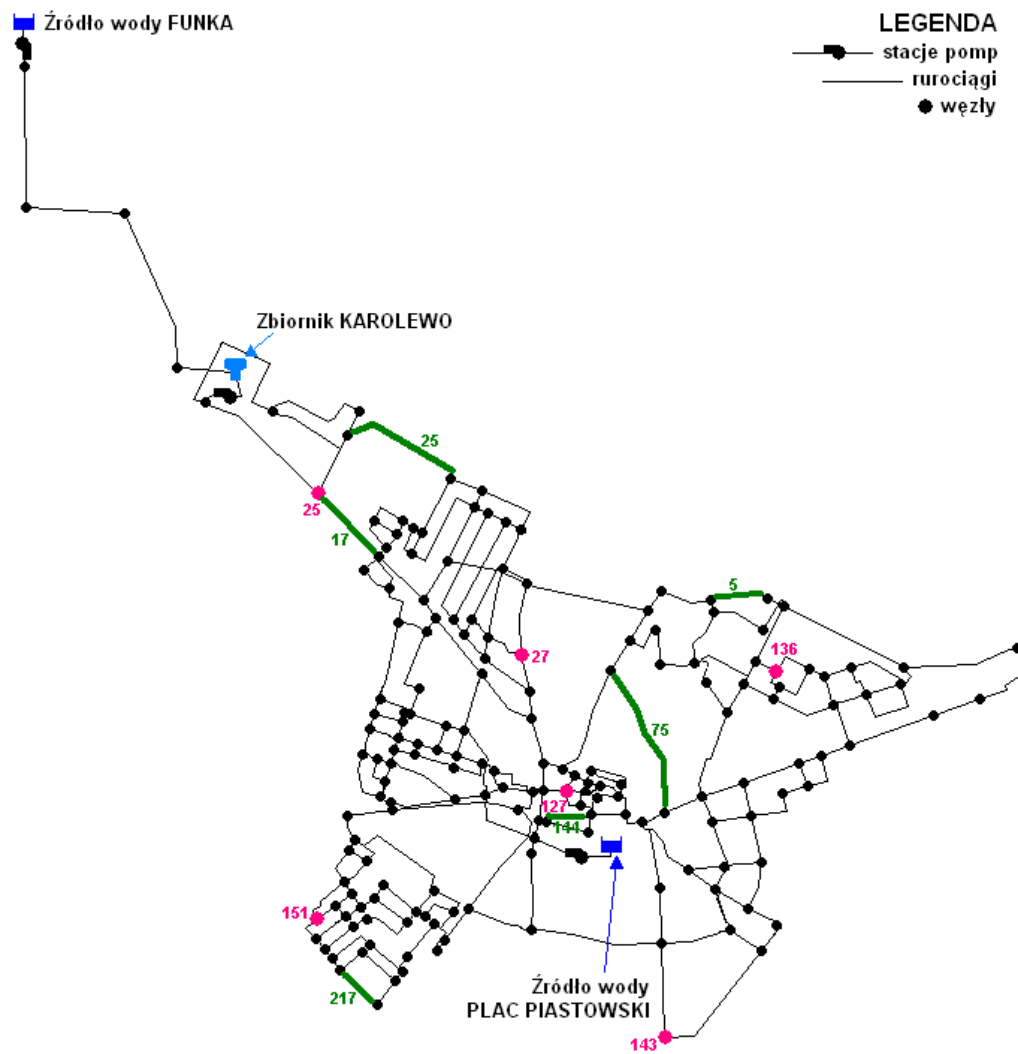 Źródło wody FUNKA
LEGENDA
stacje pomp
rurociągi
węzły
Zbiornik KAROLEWO
25
25
17
5
27
136
75
127
144
151
217
Źródło wody
PLAC PIASTOWSKI
143